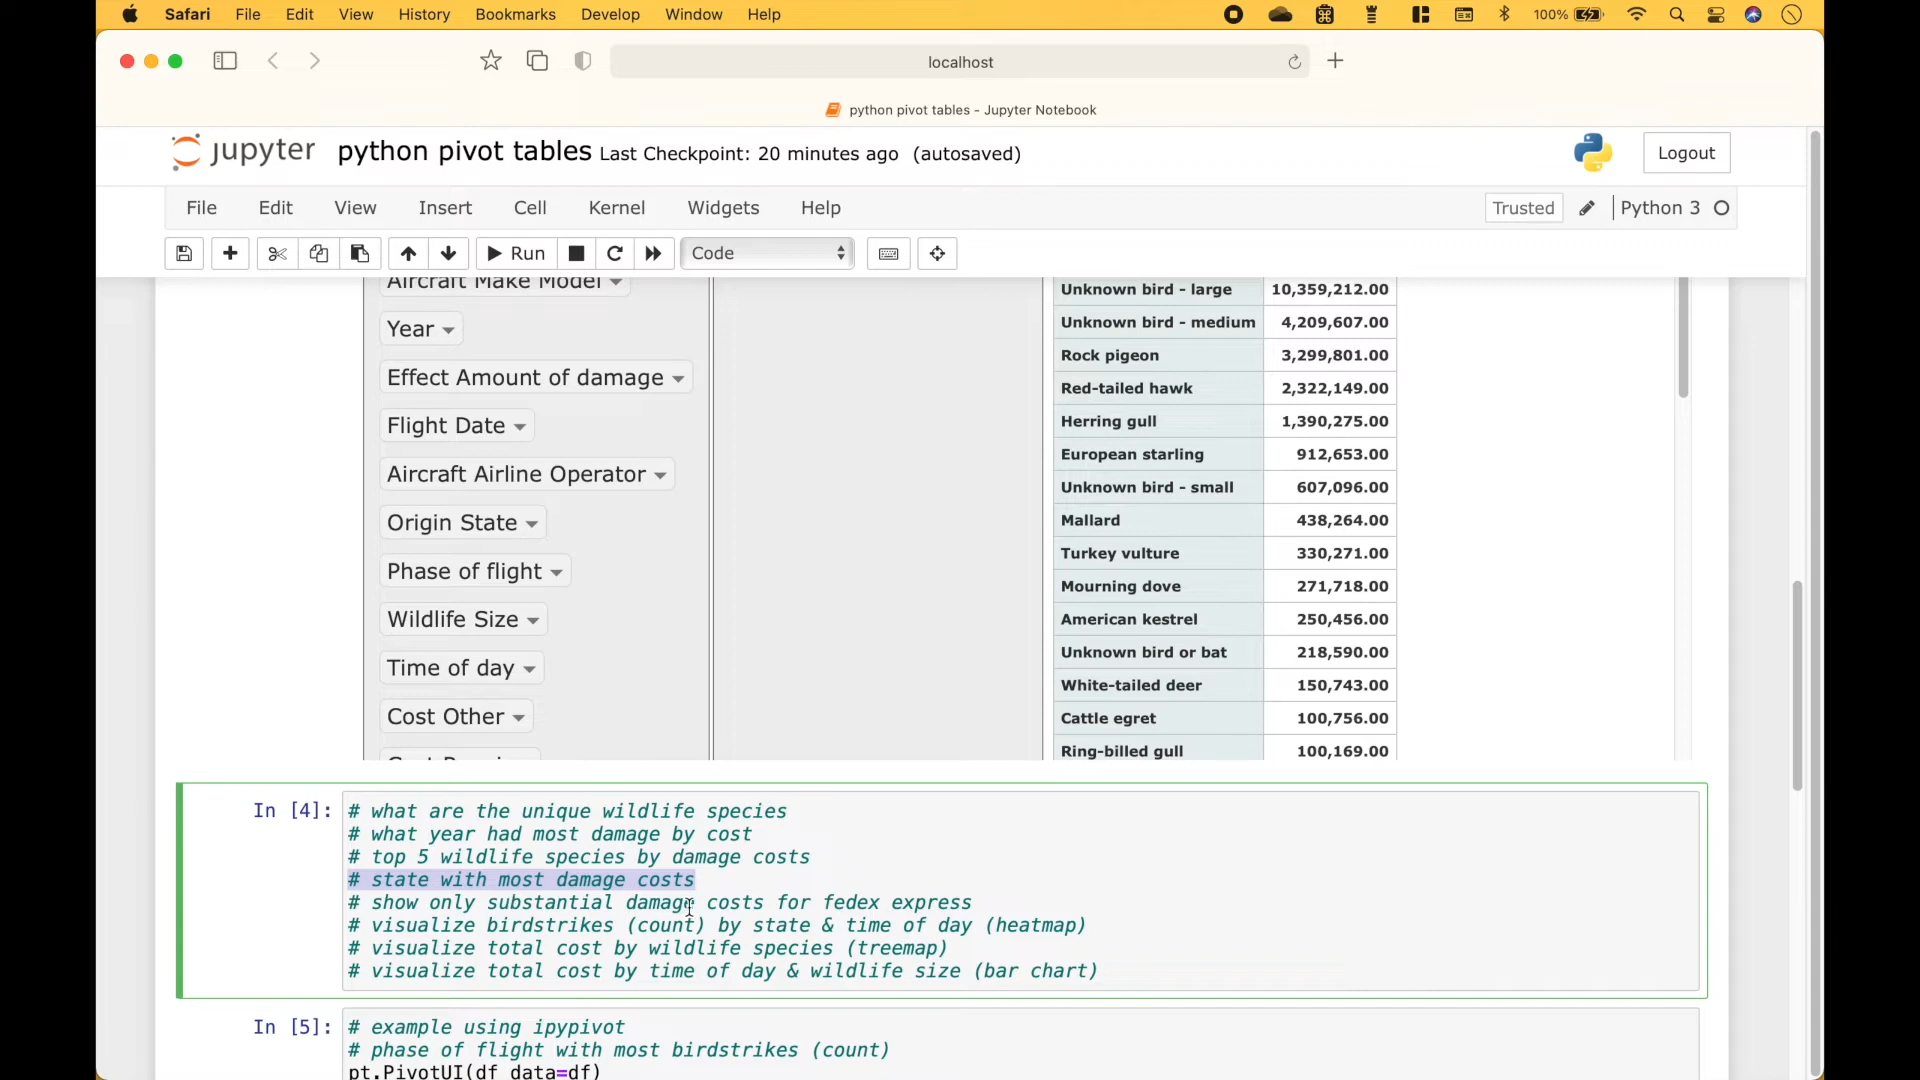 Safari File Edit View History Bookmarks Develop Window Help 100%
localhost
python pivot tables - Jupyter Notebook
jupyter python pivot tables Last Checkpoint: 20 minutes ago (autosaved) Logout
File Edit View Insert Cell Kernel Widgets Help Trusted Python 3
Run Code
Aircraft Make Model
Year
Effect Amount of damage
Flight Date
Aircraft Airline Operator
Origin State
Phase of flight
Wildlife Size
Time of day
Cost Other
Unknown bird - large 10,359,212.00
Unknown bird - medium 4,209,607.00
Rock pigeon 3,299,801.00
Red-tailed hawk 2,322,149.00
Herring gull 1,390,275.00
European starling 912,653.00
Unknown bird - small 607,096.00
Mallard 438,264.00
Turkey vulture 330,271.00
Mourning dove 271,718.00
American kestrel 250,456.00
Unknown bird or bat 218,590.00
White-tailed deer 150,743.00
Cattle egret 100,756.00
Ring-billed gull 100,169.00
In [4]: # what are the unique wildlife species
# what year had most damage by cost
# top 5 wildlife species by damage costs
# state with most damage costs
# show only substantial damage costs for fedex express
# visualize birdstrikes (count) by state & time of day (heatmap)
# visualize total cost by wildlife species (treemap)
# visualize total cost by time of day & wildlife size (bar chart)
In [5]: # example using ipypivot
# phase of flight with most birdstrikes (count)
pt.PivotUI(df_data=df)